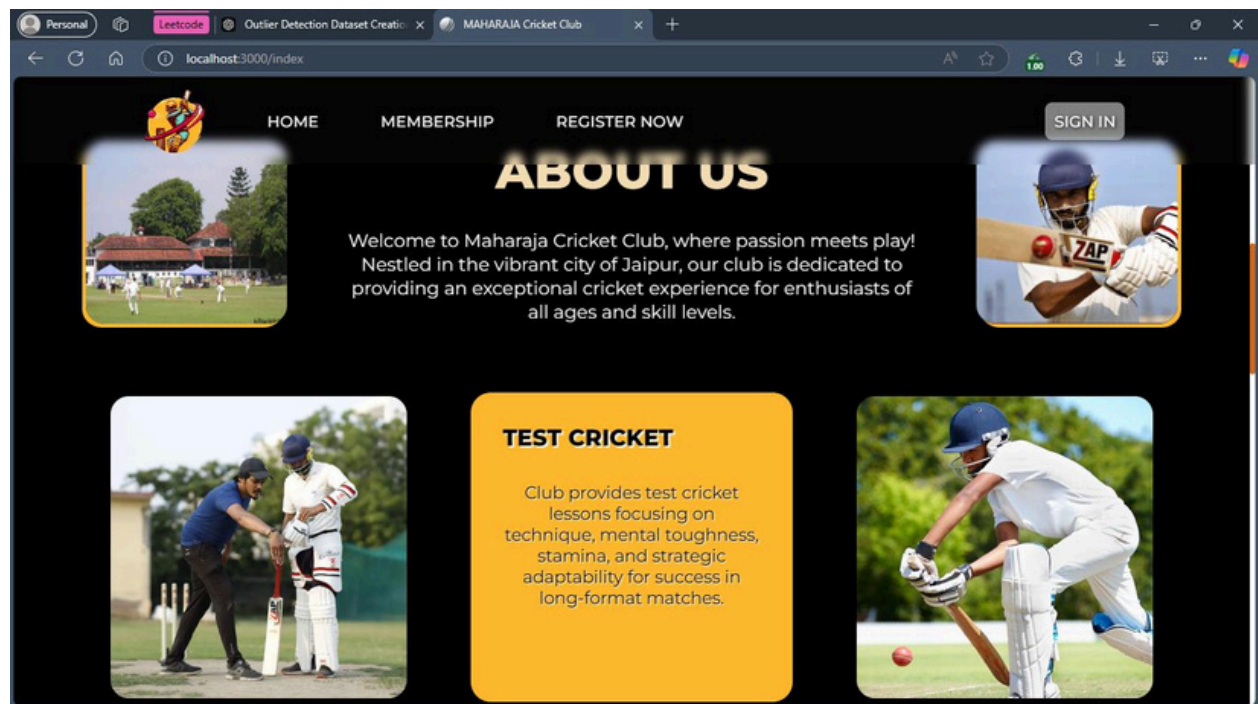 Personal
Leetcode
Outlier Detection Dataset Creatio
MAHARAJA Cricket Club
localhost:3000/index
1.00
HOME
MEMBERSHIP
REGISTER NOW
SIGN IN
ABOUT US
Welcome to Maharaja Cricket Club, where passion meets play!
Nestled in the vibrant city of Jaipur, our club is dedicated to
providing an exceptional cricket experience for enthusiasts of
all ages and skill levels.
ZAP
TEST CRICKET
Club provides test cricket
lessons focusing on
technique, mental toughness,
stamina, and strategic
adaptability for success in
long-format matches.